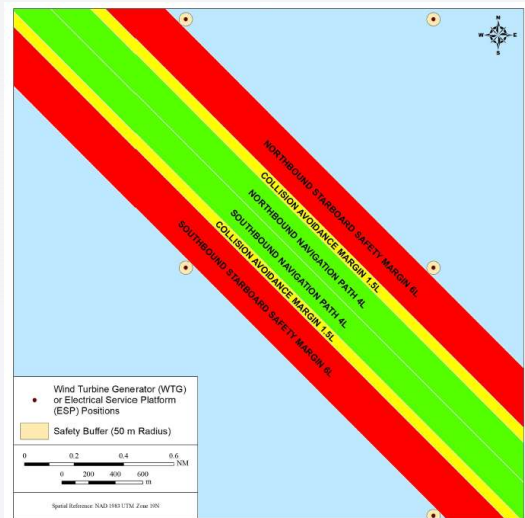 N
W E
S
NORTHBOUND STARBOARD SAFETY MARGIN 6L
COLLISION AVOIDANCE MARGIN 1.5L
NORTHBOUND NAVIGATION PATH 4L
SOUTHBOUND NAVIGATION PATH 4L
COLLISION AVOIDANCE MARGIN 1.5L
SOUTHBOUND STARBOARD SAFETY MARGIN 6L
Wind Turbine Generator (WTG)
or Electrical Service Platform
(ESP) Positions
Safety Buffer (50 m Radius)
0 0.2 0.4 0.6
NM
0 200 400 600
m
Spatial Reference: NAD 1983 UTM Zone 19N